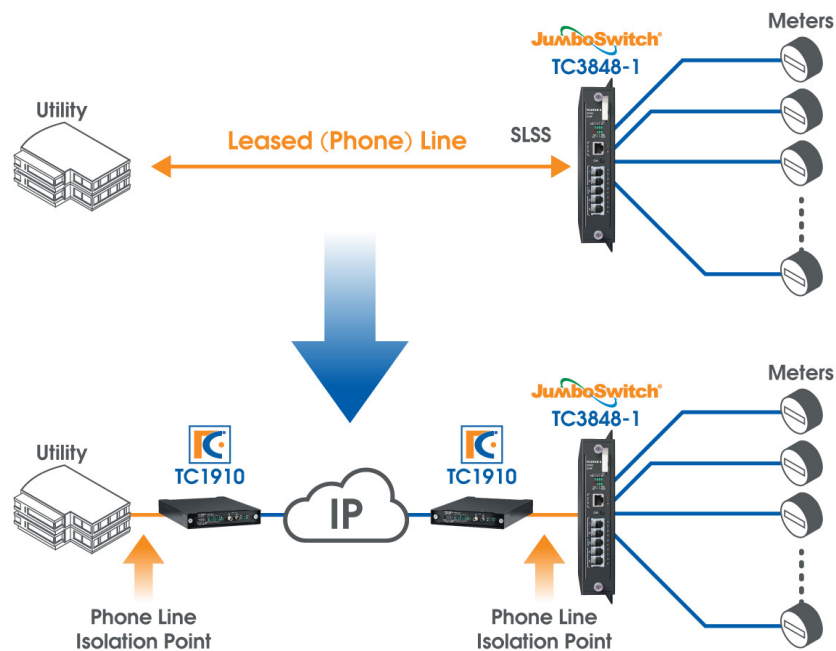 JumboSwitch®
TC3848-1
Meters
Utility
Leased (Phone) Line
SLSS
JumboSwitch®
TC3848-1
Meters
Utility
TC1910
TC1910
IP
Phone Line
Isolation Point
Phone Line
Isolation Point